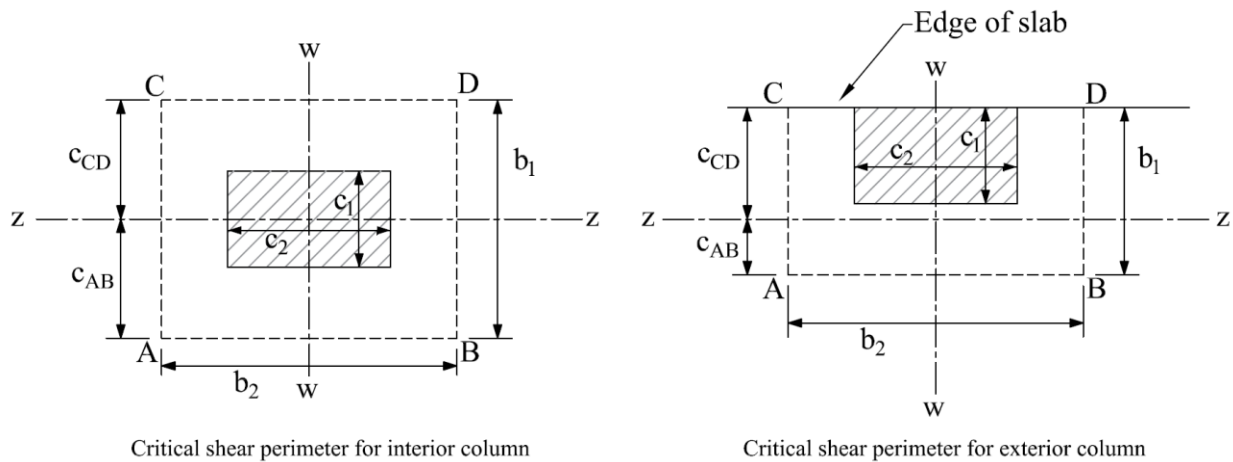 Edge of slab
w
C
D
c_CD
c_1
b_1
z
z
c_2
c_AB
A
B
b_2
w
w
C
D
c_CD
c_1
c_2
b_1
z
z
c_AB
A
B
b_2
w
Critical shear perimeter for interior column
Critical shear perimeter for exterior column